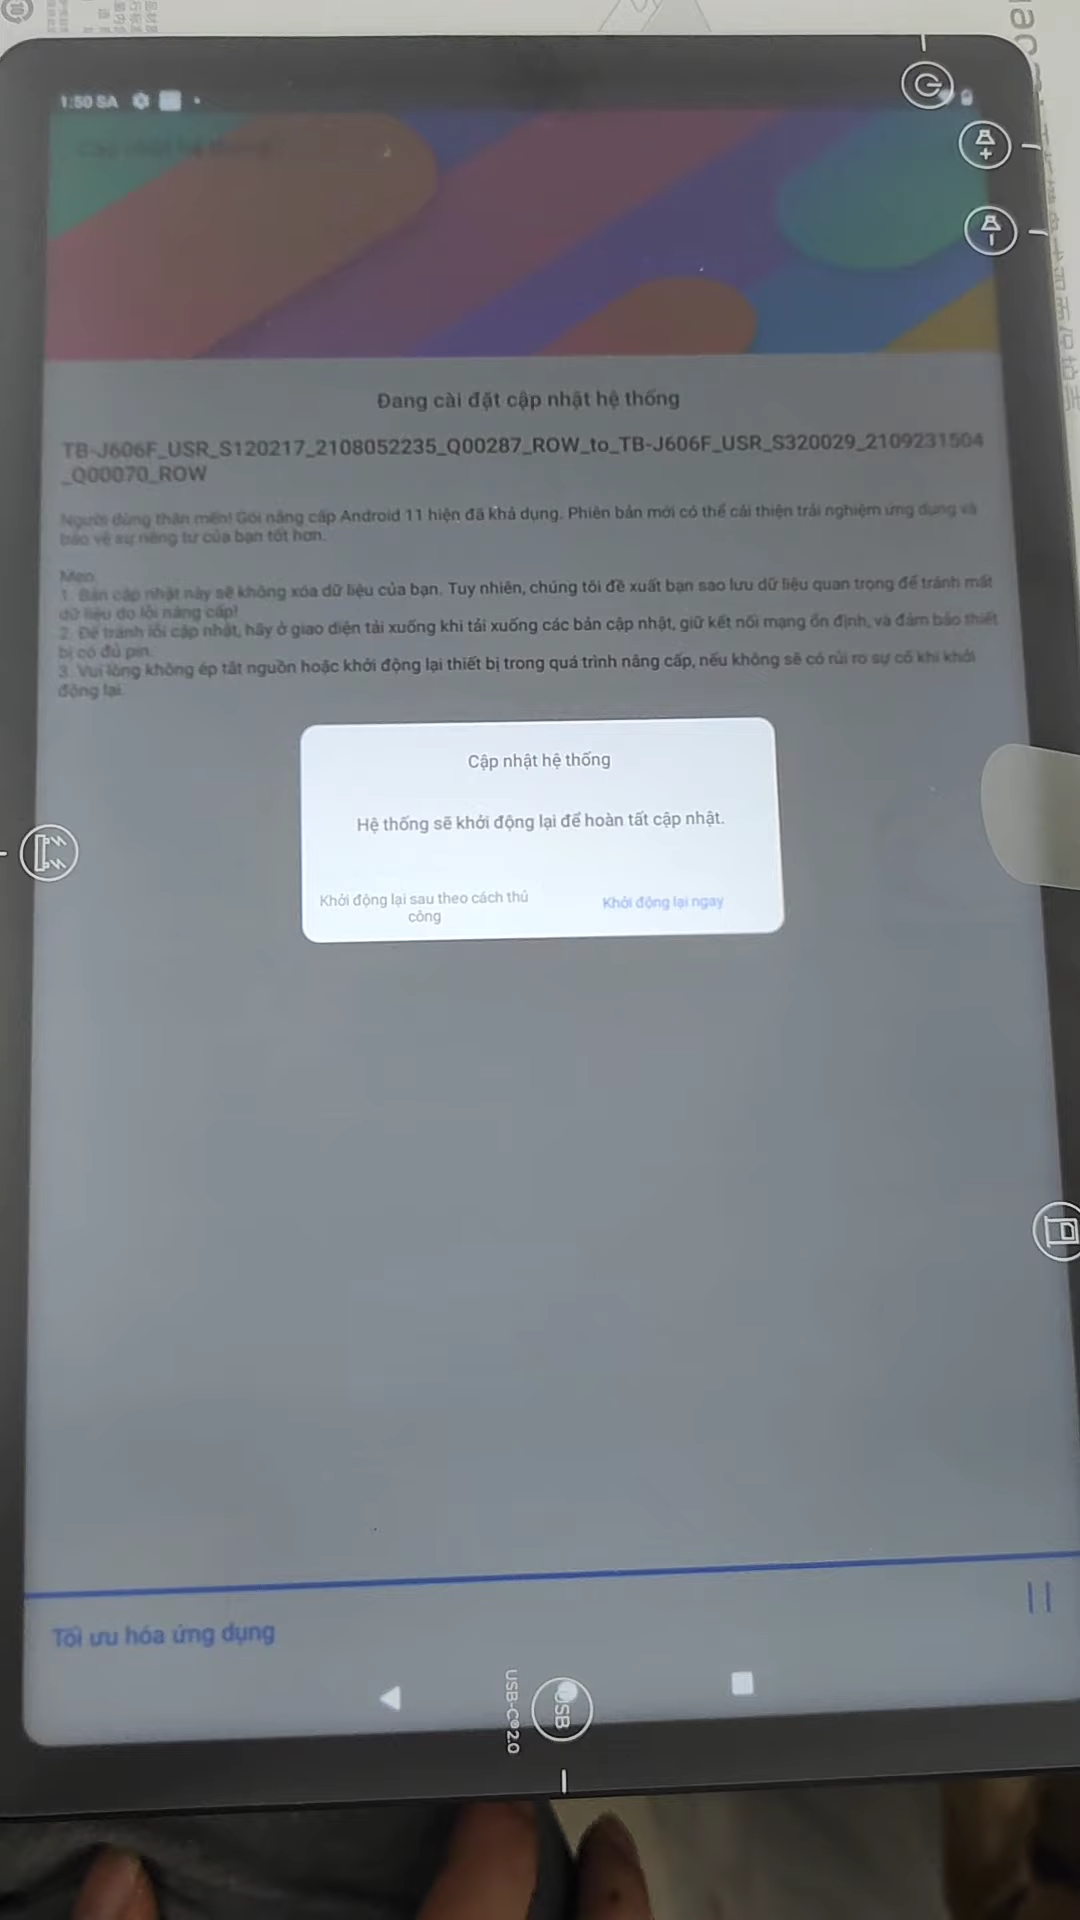 1:50 SA
Đang cài đặt cập nhật hệ thống
TB-J606F_USR_S120217_2108052235_Q00287_ROW_to_TB-J606F_USR_S320029_2109231504
_Q00070_ROW
Người dùng thân mến! Gói nâng cấp Android 11 hiện đã khả dụng. Phiên bản mới có thể cải thiện trải nghiệm ứng dụng và
bảo vệ sự riêng tư của bạn tốt hơn.
Mẹo
1. Bản cập nhật này sẽ không xóa dữ liệu của bạn. Tuy nhiên, chúng tôi đề xuất bạn sao lưu dữ liệu quan trọng để tránh mất
dữ liệu do lỗi nâng cấp!
2. Để tránh lỗi cập nhật, hãy ở giao diện tải xuống khi tải xuống các bản cập nhật, giữ kết nối mạng ổn định, và đảm bảo thiết
bị có đủ pin.
3. Vui lòng không ép tắt nguồn hoặc khởi động lại thiết bị trong quá trình nâng cấp, nếu không sẽ có rủi ro sự cố khi khởi
động lại.
Cập nhật hệ thống
Hệ thống sẽ khởi động lại để hoàn tất cập nhật.
Khởi động lại sau theo cách thủ
công
Khởi động lại ngay
Tối ưu hóa ứng dụng
USB-C®2.0
USB